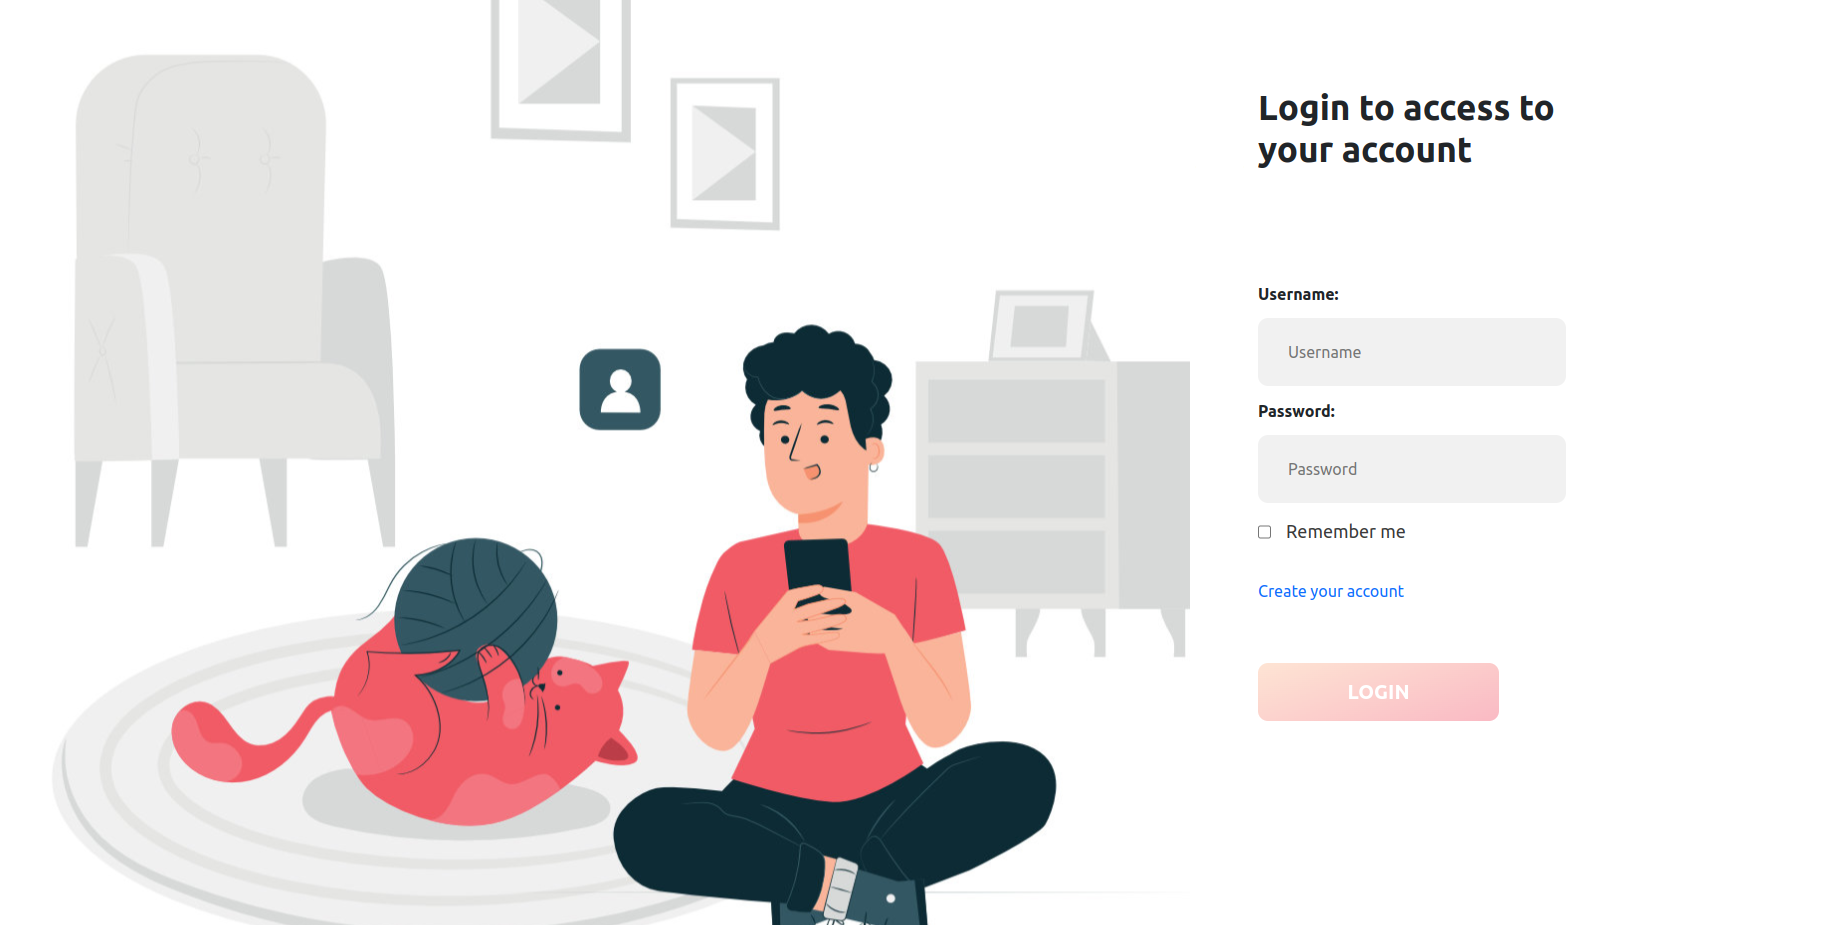 Login to access to
your account
Username:
Username
Password:
Password
Remember me
Create your account
LOGIN